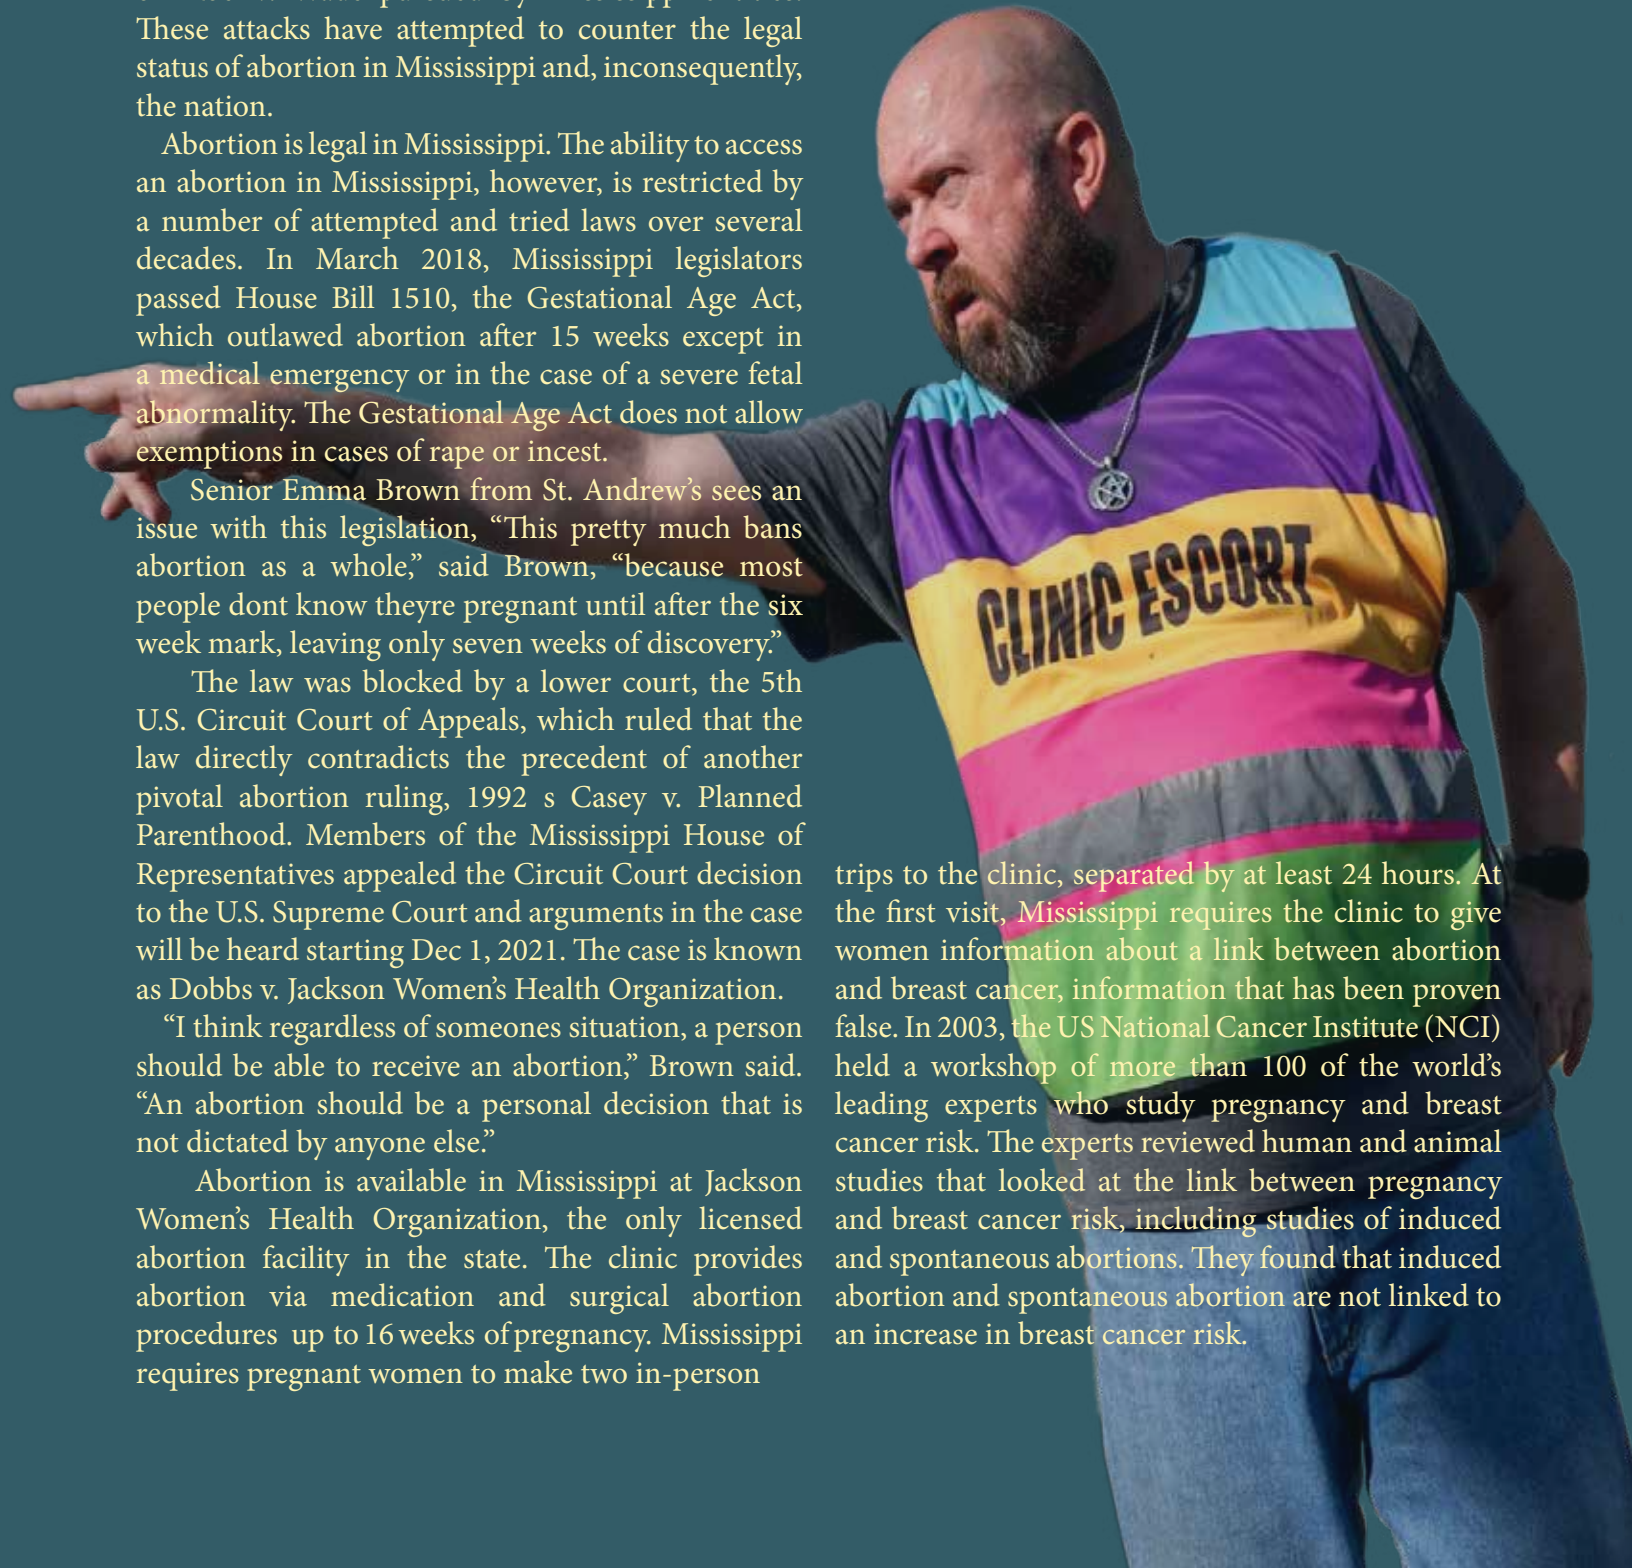 These attacks have attempted to counter the legal
status of abortion in Mississippi and, inconsequently,
the nation.
Abortion is legal in Mississippi. The ability to access
an abortion in Mississippi, however, is restricted by
a number of attempted and tried laws over several
decades. In March 2018, Mississippi legislators
passed House Bill 1510, the Gestational Age Act,
which outlawed abortion after 15 weeks except in
a medical emergency or in the case of a severe fetal
abnormality. The Gestational Age Act does not allow
exemptions in cases of rape or incest.
Senior Emma Brown from St. Andrew’s sees an
issue with this legislation, “This pretty much bans
abortion as a whole,” said Brown, “because most
people dont know theyre pregnant until after the six
week mark, leaving only seven weeks of discovery.”
The law was blocked by a lower court, the 5th
U.S. Circuit Court of Appeals, which ruled that the
law directly contradicts the precedent of another
pivotal abortion ruling, 1992 s Casey v. Planned
Parenthood. Members of the Mississippi House of
Representatives appealed the Circuit Court decision
to the U.S. Supreme Court and arguments in the case
will be heard starting Dec 1, 2021. The case is known
as Dobbs v. Jackson Women’s Health Organization.
“I think regardless of someones situation, a person
should be able to receive an abortion,” Brown said.
“An abortion should be a personal decision that is
not dictated by anyone else.”
Abortion is available in Mississippi at Jackson
Women’s Health Organization, the only licensed
abortion facility in the state. The clinic provides
abortion via medication and surgical abortion
procedures up to 16 weeks of pregnancy. Mississippi
requires pregnant women to make two in-person
CLINIC ESCORT
trips to the clinic, separated by at least 24 hours. At
the first visit, Mississippi requires the clinic to give
women information about a link between abortion
and breast cancer, information that has been proven
false. In 2003, the US National Cancer Institute (NCI)
held a workshop of more than 100 of the world’s
leading experts who study pregnancy and breast
cancer risk. The experts reviewed human and animal
studies that looked at the link between pregnancy
and breast cancer risk, including studies of induced
and spontaneous abortions. They found that induced
abortion and spontaneous abortion are not linked to
an increase in breast cancer risk.